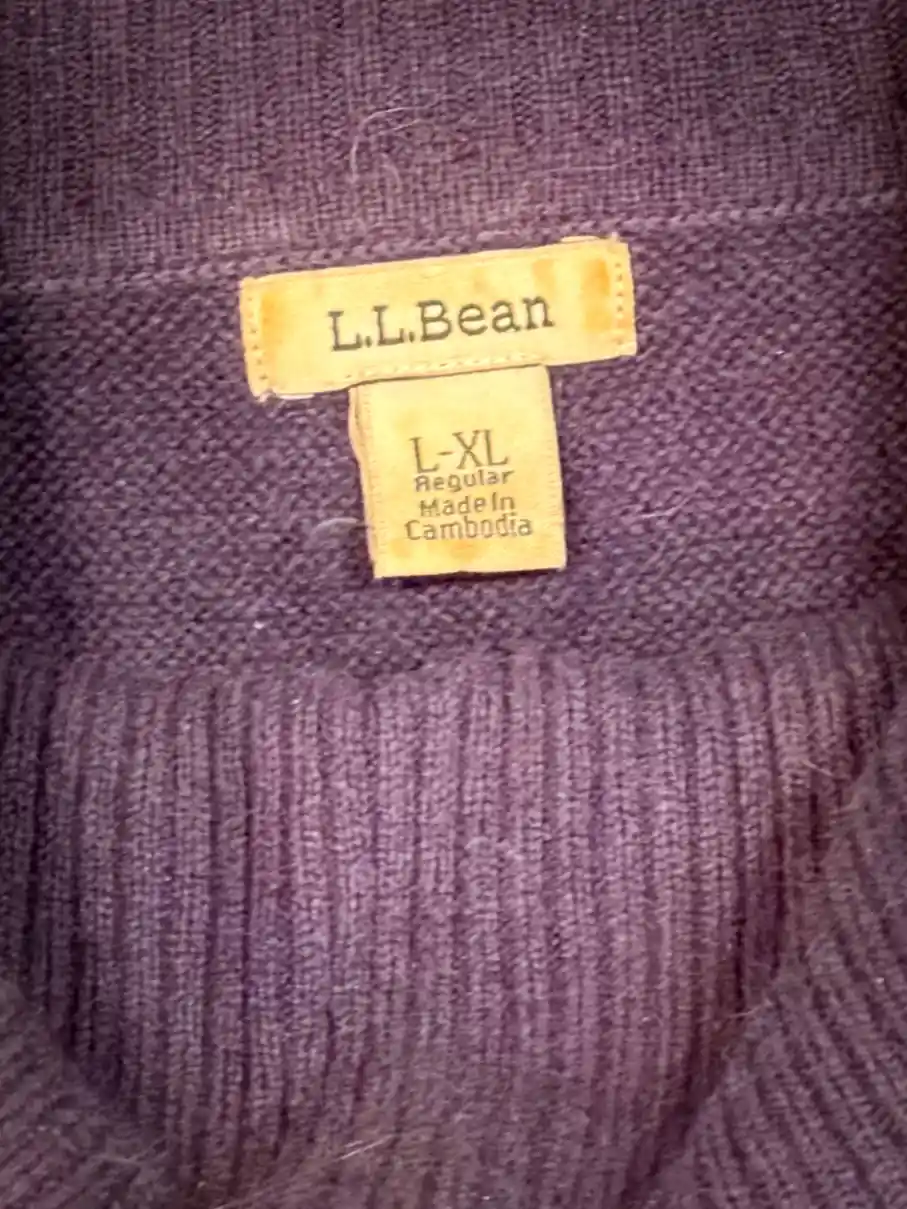 L.L.Bean
L-XL
Regular
Made In
Cambodia